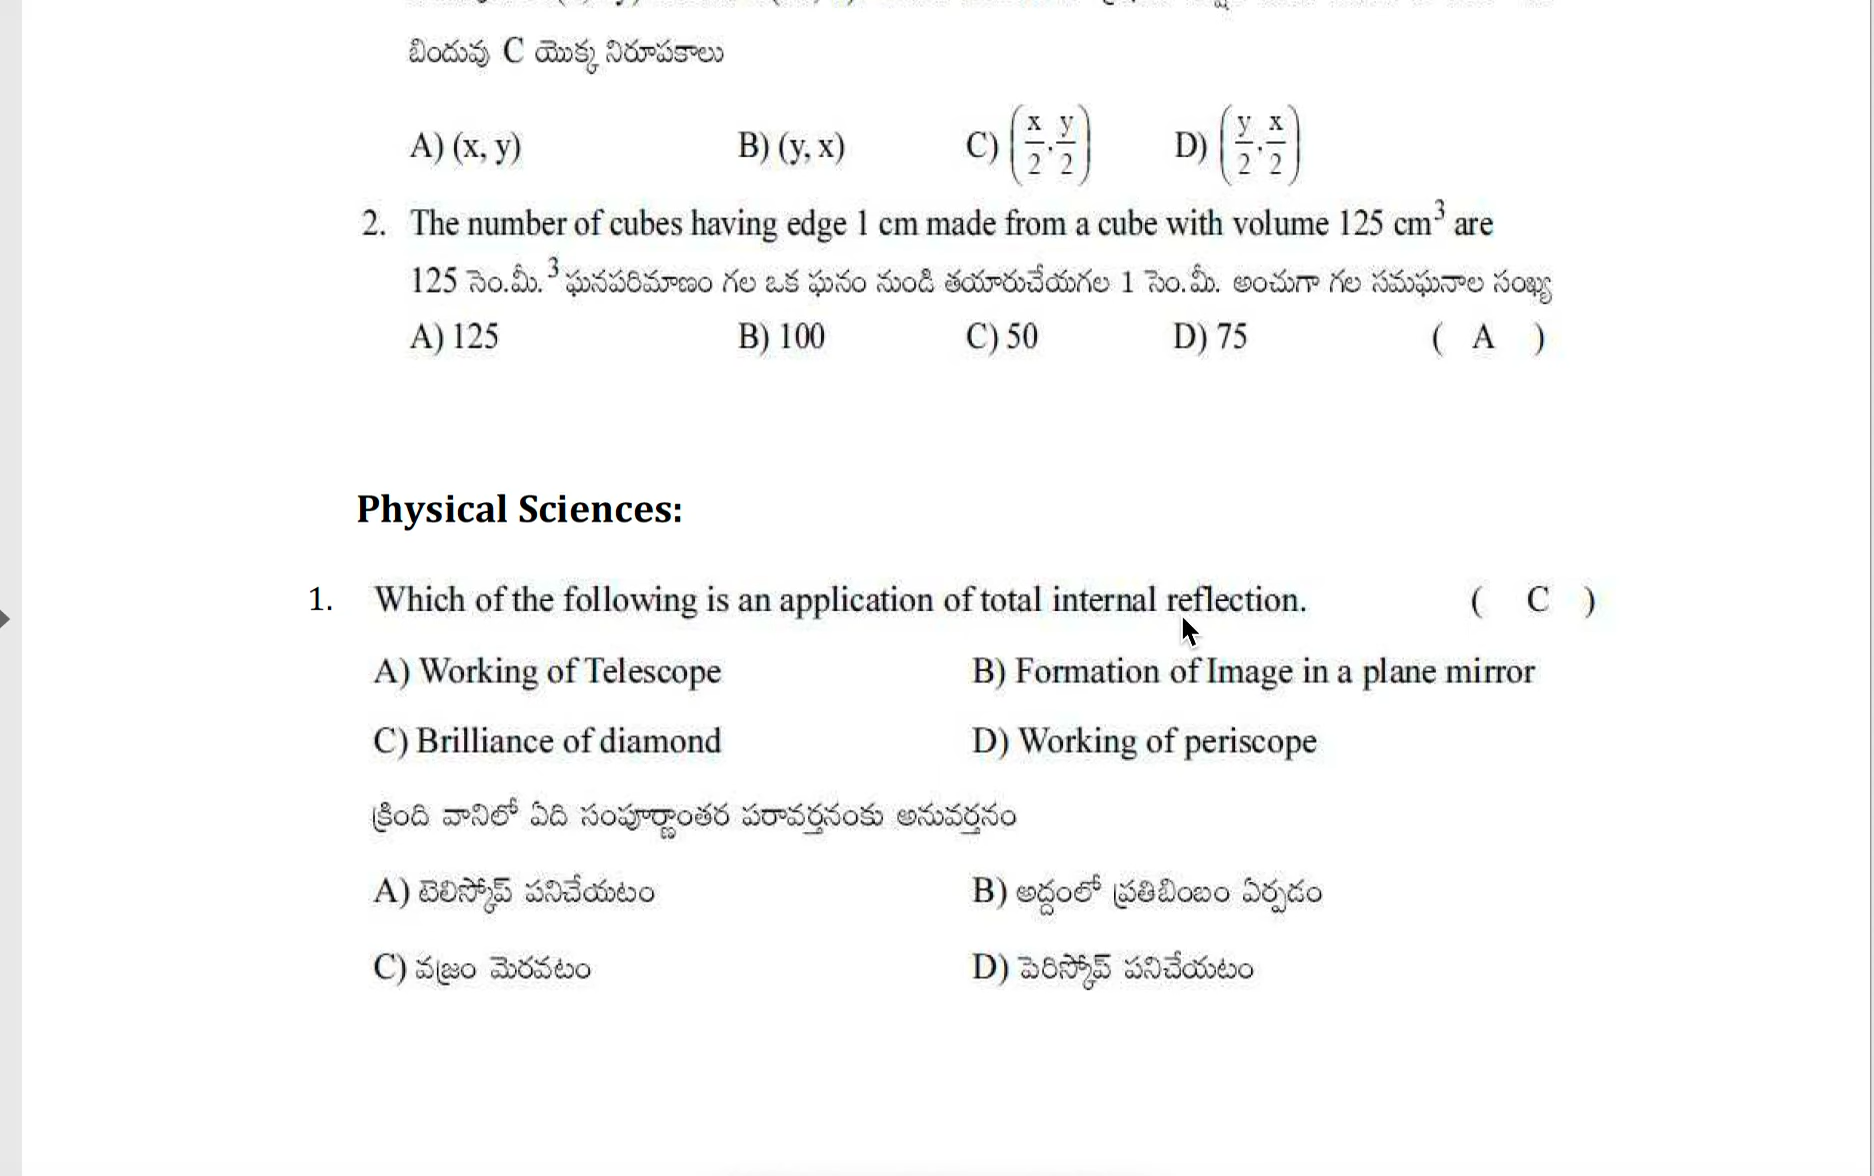 బిందువు C యొక్క నిరూపకాలు
A) (x, y) B) (y, x) C) (x/2, y/2) D) (y/2, x/2)
2. The number of cubes having edge 1 cm made from a cube with volume 125 cm³ are
125 సెం.మీ.³ ఘనపరిమాణం గల ఒక ఘనం నుండి తయారుచేయగల 1 సెం.మీ. అంచుగా గల సమఘనాల సంఖ్య
A) 125 B) 100 C) 50 D) 75 ( A )
Physical Sciences:
1. Which of the following is an application of total internal reflection. ( C )
A) Working of Telescope B) Formation of Image in a plane mirror
C) Brilliance of diamond D) Working of periscope
క్రింది వానిలో ఏది సంపూర్ణాంతర పరావర్తనంకు అనువర్తనం
A) టెలిస్కోప్ పనిచేయటం B) అద్దంలో ప్రతిబింబం ఏర్పడం
C) వజ్రం మెరవటం D) పెరిస్కోప్ పనిచేయటం